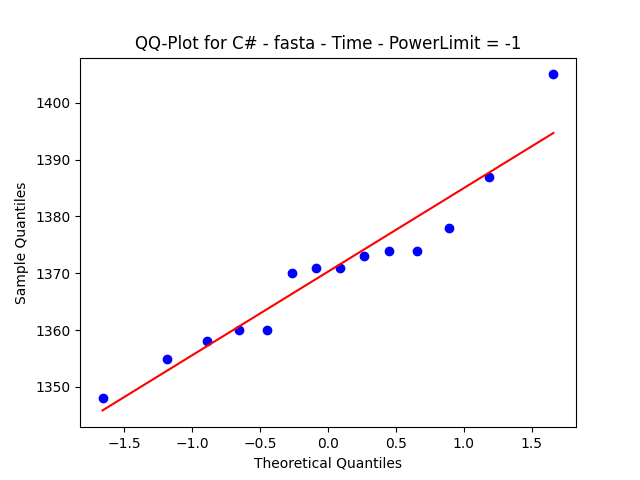 QQ-Plot for C# - fasta - Time - PowerLimit = -1
Sample Quantiles
1400
1390
1380
1370
1360
1350
−1.5 −1.0 −0.5 0.0 0.5 1.0 1.5
Theoretical Quantiles